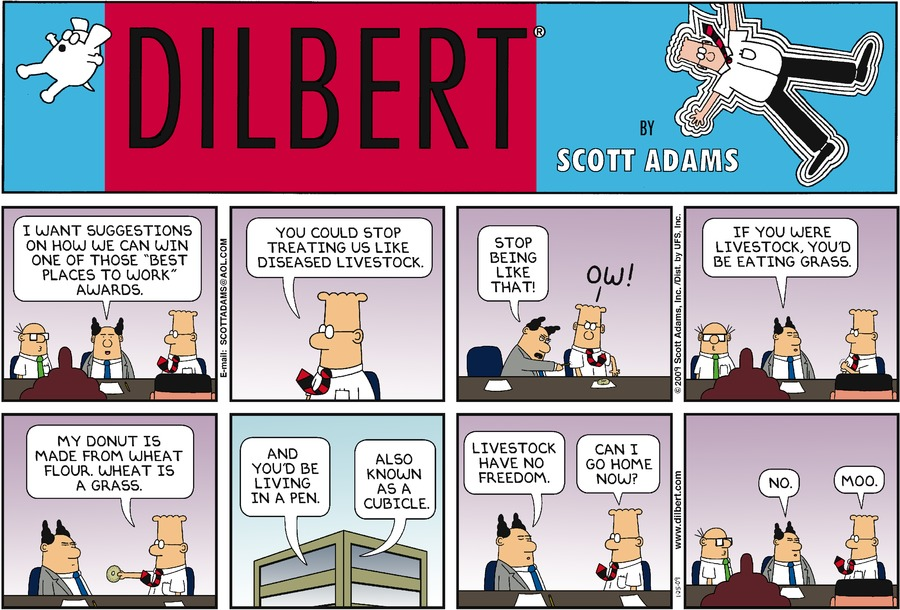 DILBERT®
BY
SCOTT ADAMS
I WANT SUGGESTIONS
ON HOW WE CAN WIN
ONE OF THOSE "BEST
PLACES TO WORK"
AWARDS.
E-mail: SCOTTADAMS@AOL.COM
YOU COULD STOP
TREATING US LIKE
DISEASED LIVESTOCK.
STOP
BEING
LIKE
THAT!
OW!
©2009 Scott Adams, Inc. /Dist. by UFS, Inc.
IF YOU WERE
LIVESTOCK, YOU'D
BE EATING GRASS.
MY DONUT IS
MADE FROM WHEAT
FLOUR. WHEAT IS
A GRASS.
AND
YOU'D BE
LIVING
IN A PEN.
ALSO
KNOWN
AS A
CUBICLE.
LIVESTOCK
HAVE NO
FREEDOM.
CAN I
GO HOME
NOW?
www.dilbert.com
1-25-09
NO.
MOO.